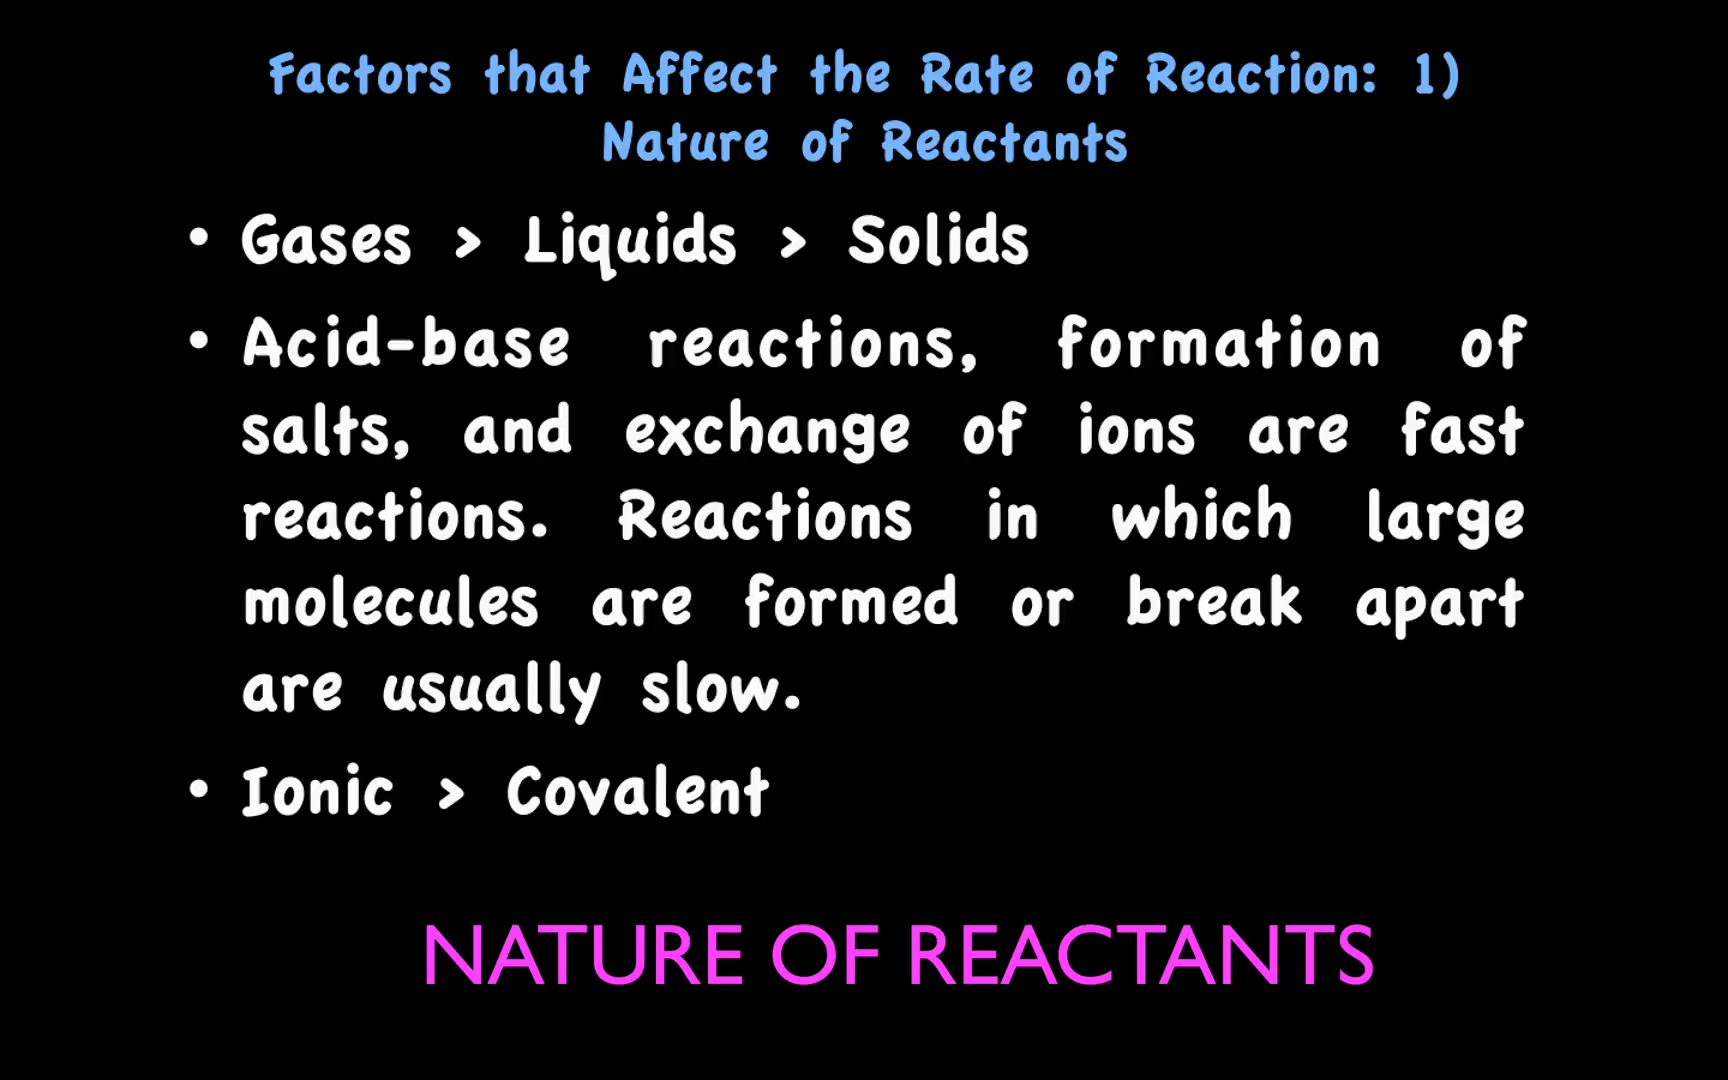 Factors that Affect the Rate of Reaction: 1)
Nature of Reactants
• Gases > Liquids > Solids
• Acid-base reactions, formation of
salts, and exchange of ions are fast
reactions. Reactions in which large
molecules are formed or break apart
are usually slow.
• Ionic > Covalent
NATURE OF REACTANTS